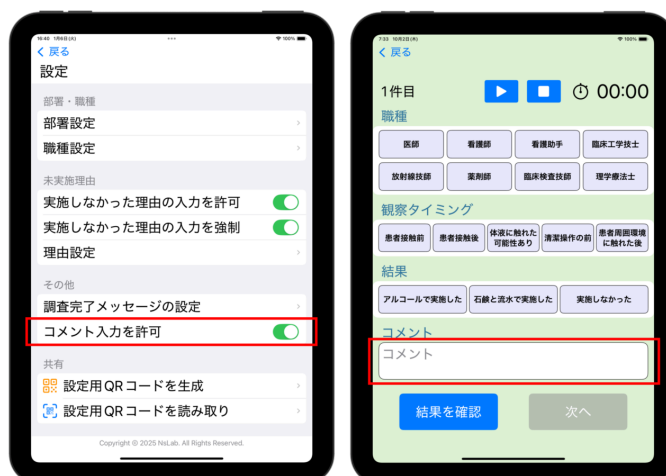 16:40 1月6日(火) ••• 100%
戻る
設定
部署・職種
部署設定
職種設定
未実施理由
実施しなかった理由の入力を許可
実施しなかった理由の入力を強制
理由設定
その他
調査完了メッセージの設定
コメント入力を許可
共有
設定用QRコードを生成
設定用QRコードを読み取り
Copyright © 2025 NsLab. All Rights Reserved.
100%
戻る
1件目 00:00
職種
医師 看護師 看護助手 臨床工学技士
放射線技師 薬剤師 臨床検査技師 理学療法士
観察タイミング
患者接触前 患者接触後 体液に触れた可能性あり 清潔操作の前 患者周囲環境に触れた後
結果
アルコールで実施した 石鹸と流水で実施した 実施しなかった
コメント
コメント
結果を確認 次へ